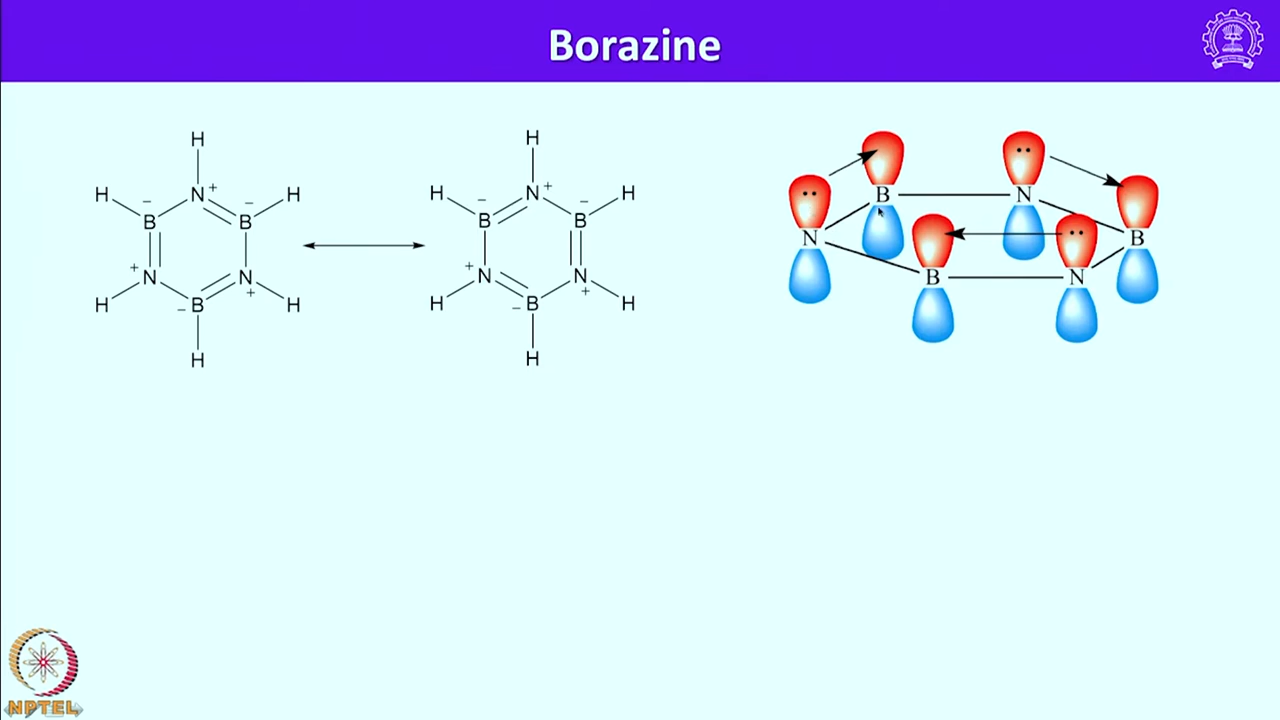 Borazine
H H
H N+ H H N+ H
B− B− B− B−
+N N+ +N N+
H −B H H −B H
H H
B N
N B
B N
NPTEL